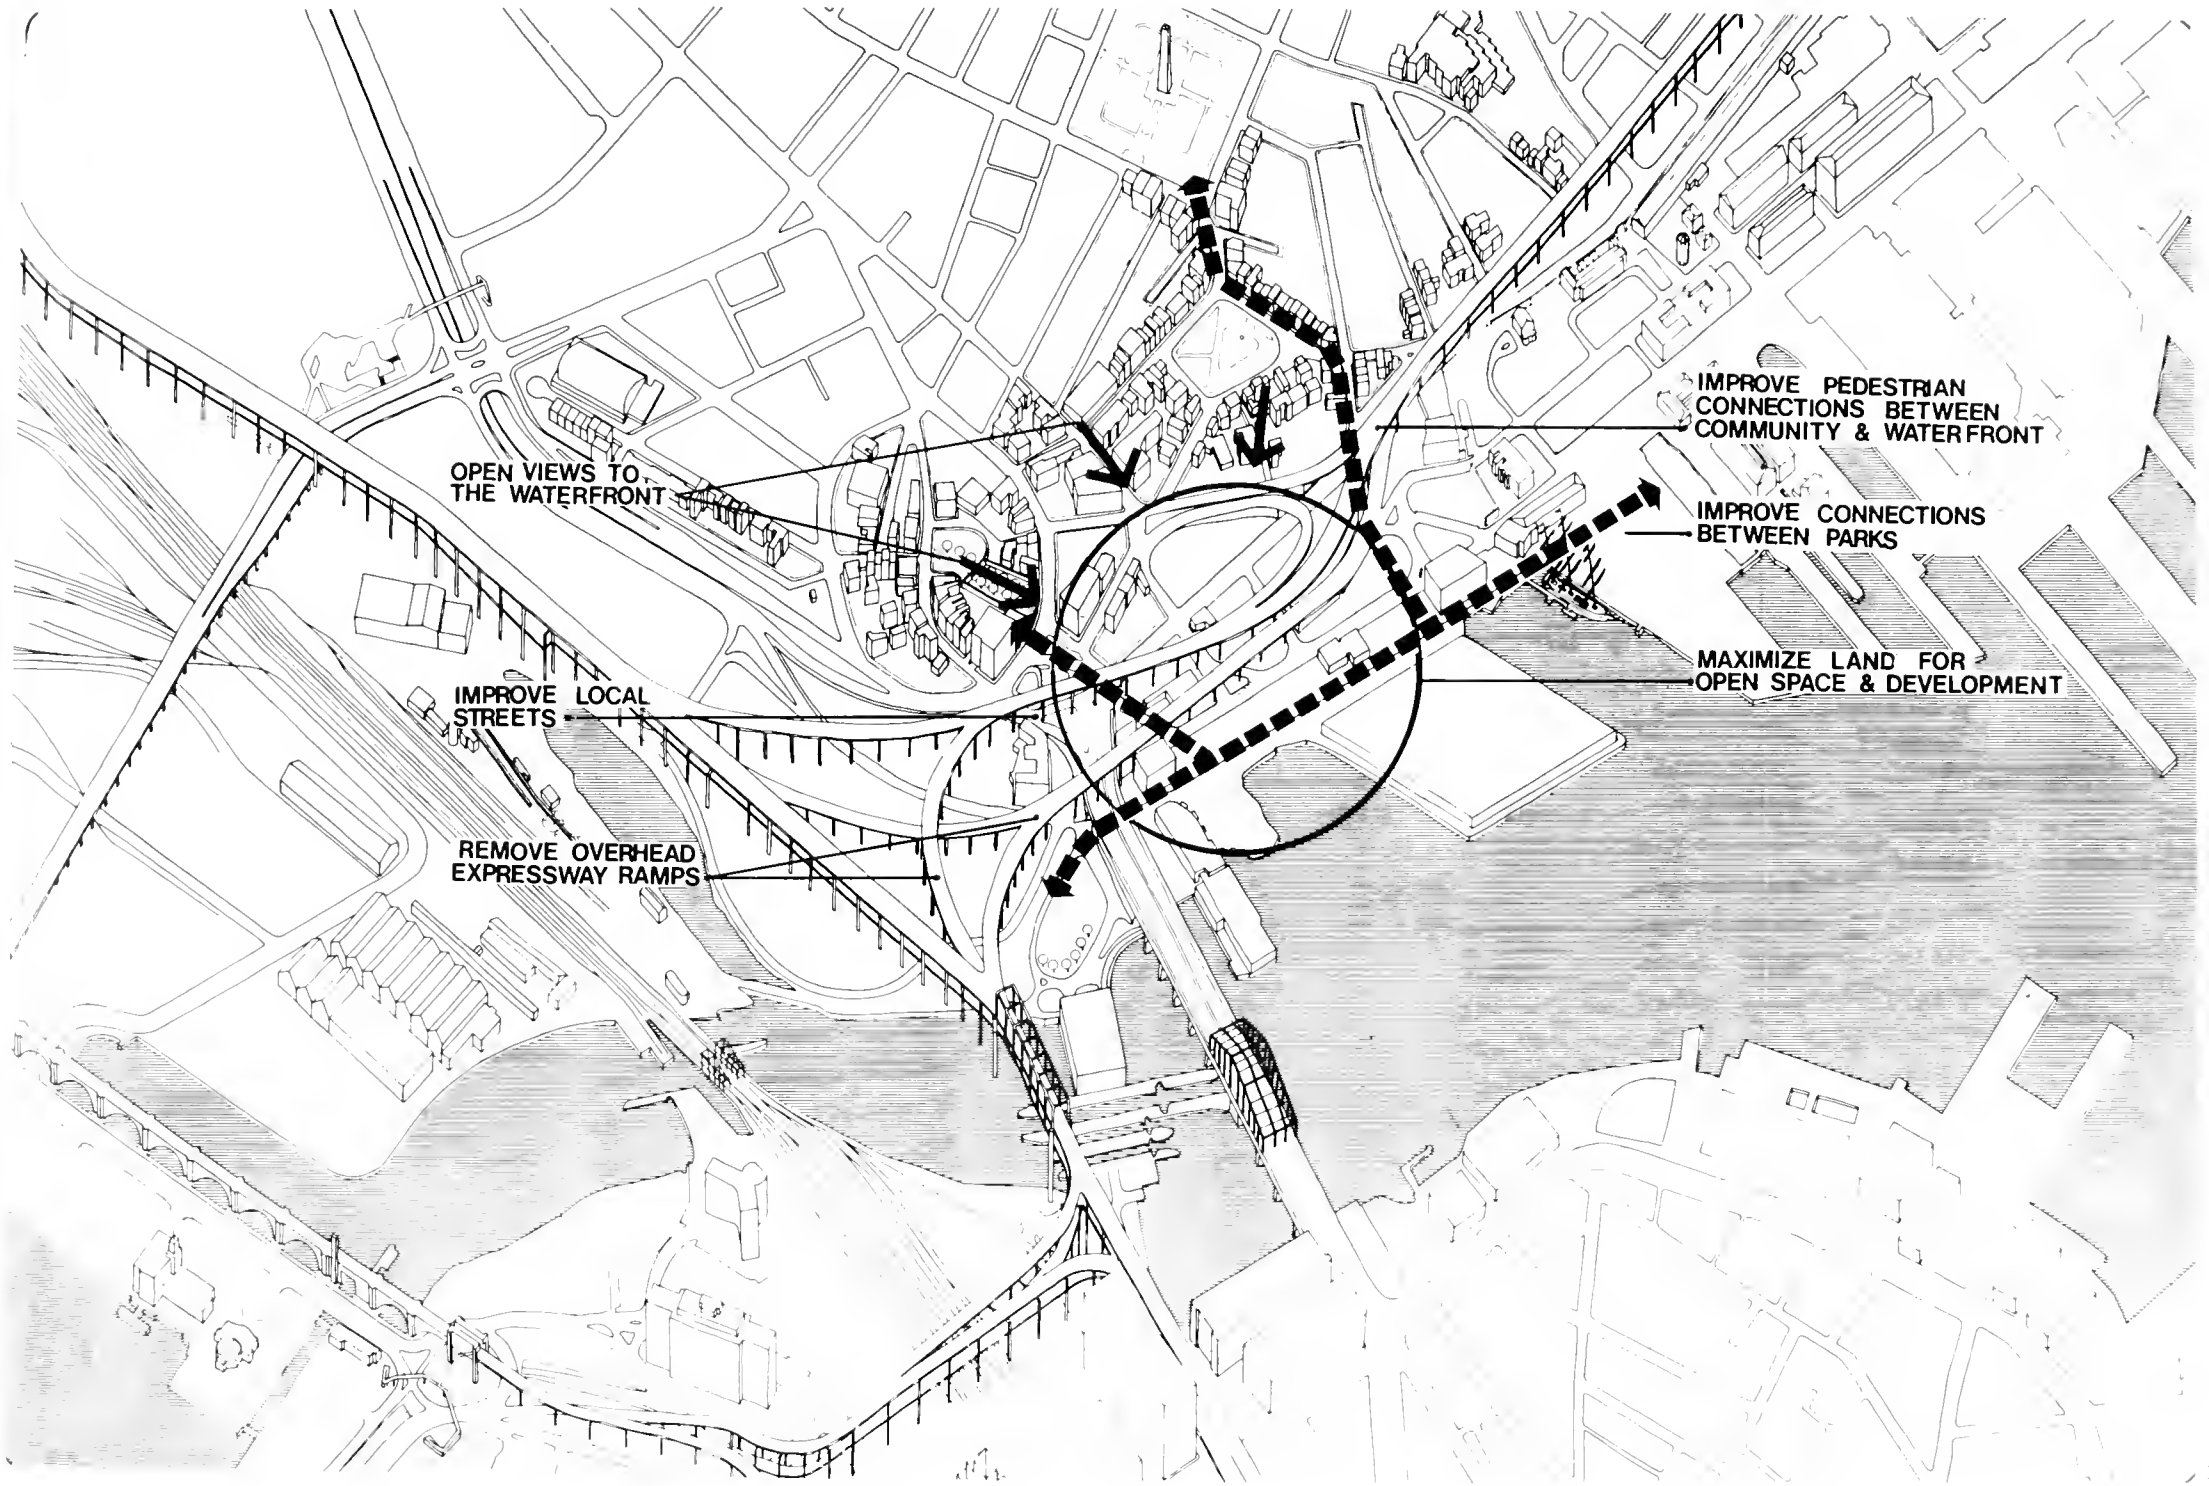 OPEN VIEWS TO
THE WATERFRONT
IMPROVE LOCAL
STREETS
REMOVE OVERHEAD
EXPRESSWAY RAMPS
IMPROVE PEDESTRIAN
CONNECTIONS BETWEEN
COMMUNITY & WATERFRONT
IMPROVE CONNECTIONS
BETWEEN PARKS
MAXIMIZE LAND FOR
OPEN SPACE & DEVELOPMENT